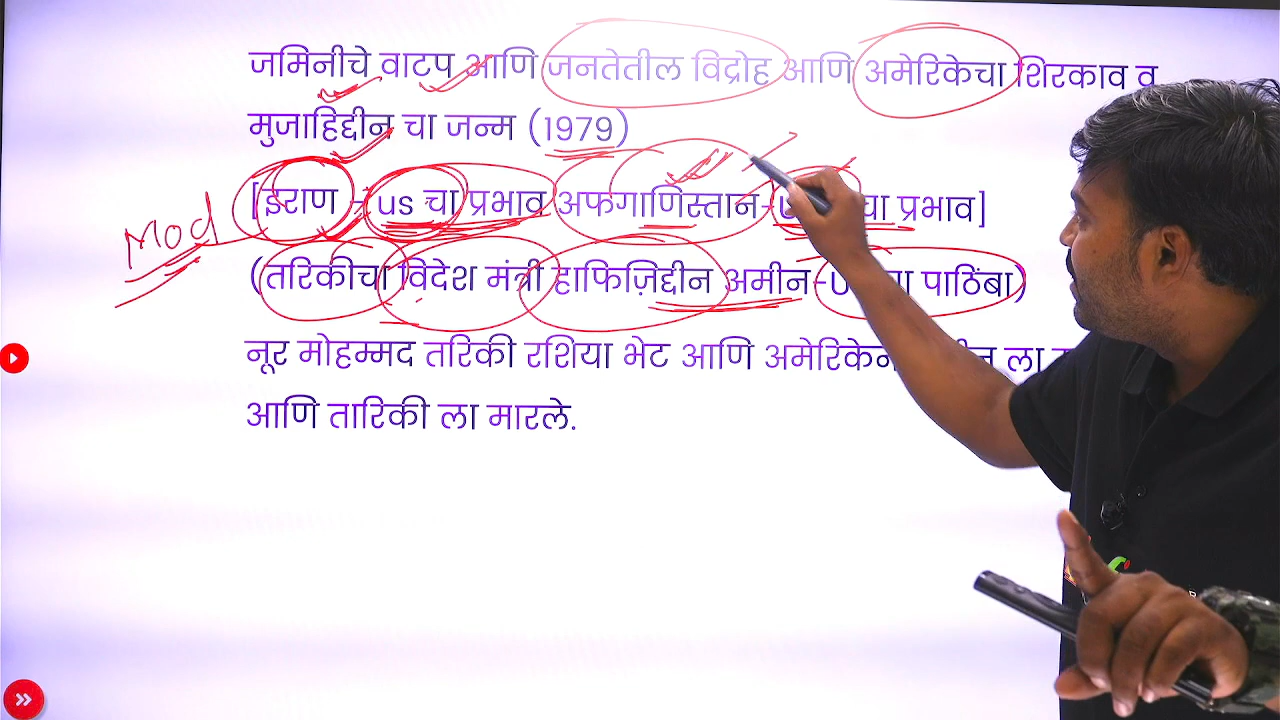 जमिनीचे वाटप आणि जनतेतील विद्रोह आणि अमेरिकेचा शिरकाव व
मुजाहिद्दीन चा जन्म (1979)
[इराण - us चा प्रभाव अफगाणिस्तान- प्रभाव]
Mod
(तरिकीचा विदेश मंत्री हाफिज़िद्दीन अमीन- पाठिंबा)
नूर मोहम्मद तरिकी रशिया भेट आणि ला
आणि तारिकी ला मारले.